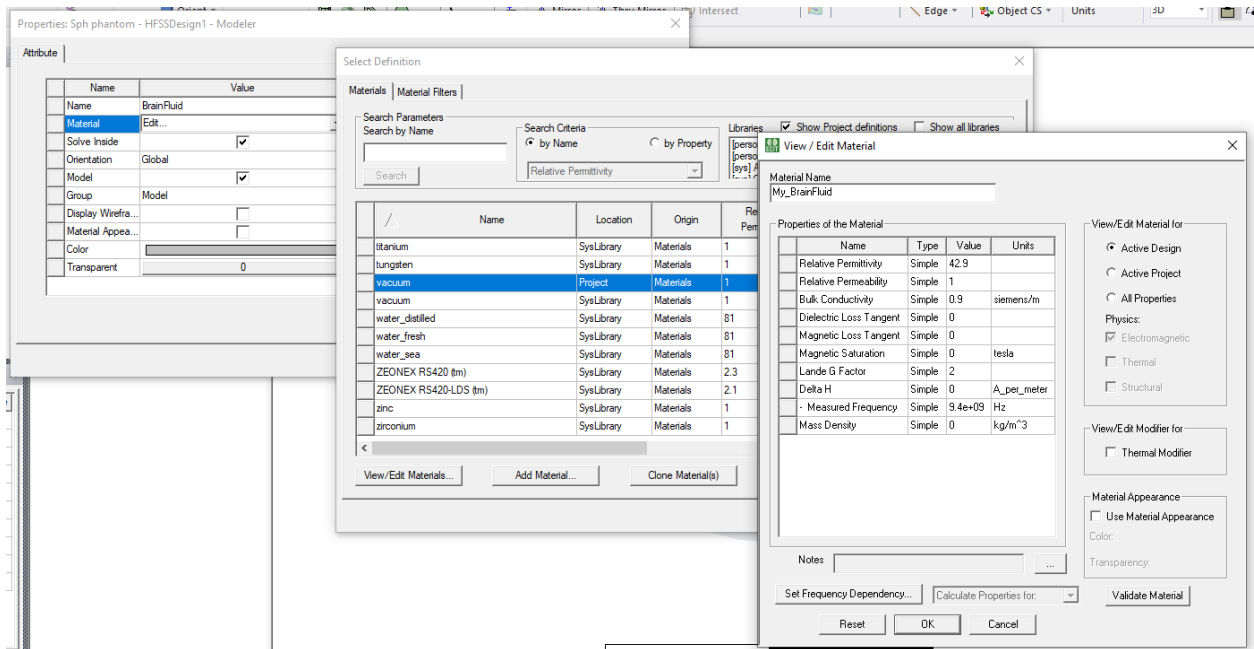 Properties: Sph phantom - HFSSDesign1 - Modeler
Intersect
Edge
Object CS
Units
3D
Attribute
Name Value
Name BrainFluid
Material Edit...
Solve Inside
Orientation Global
Model
Group Model
Display Wirefra...
Material Appea...
Color
Transparent 0
Select Definition
Materials Material Filters
Search Parameters
Search by Name
Search
Search Criteria
by Name by Property
Relative Permittivity
Libraries Show Project definitions Show all libraries
Name Location Origin
titanium SysLibrary Materials 1
tungsten SysLibrary Materials 1
vacuum Project Materials 1
vacuum SysLibrary Materials 1
water_distilled SysLibrary Materials 81
water_fresh SysLibrary Materials 81
water_sea SysLibrary Materials 81
ZEONEX RS420 (tm) SysLibrary Materials 2.3
ZEONEX RS420-LDS (tm) SysLibrary Materials 2.1
zinc SysLibrary Materials 1
zirconium SysLibrary Materials 1
View/Edit Materials... Add Material... Clone Material(s)
View / Edit Material
Material Name
My_BrainFluid
Properties of the Material
Name Type Value Units
Relative Permittivity Simple 42.9
Relative Permeability Simple 1
Bulk Conductivity Simple 0.9 siemens/m
Dielectric Loss Tangent Simple 0
Magnetic Loss Tangent Simple 0
Magnetic Saturation Simple 0 tesla
Lande G Factor Simple 2
Delta H Simple 0 A_per_meter
- Measured Frequency Simple 9.4e+09 Hz
Mass Density Simple 0 kg/m^3
View/Edit Material for
Active Design
Active Project
All Properties
Physics:
Electromagnetic
Thermal
Structural
View/Edit Modifier for
Thermal Modifier
Material Appearance
Use Material Appearance
Color:
Transparency:
Notes ...
Set Frequency Dependency... Calculate Properties for: Validate Material
Reset OK Cancel